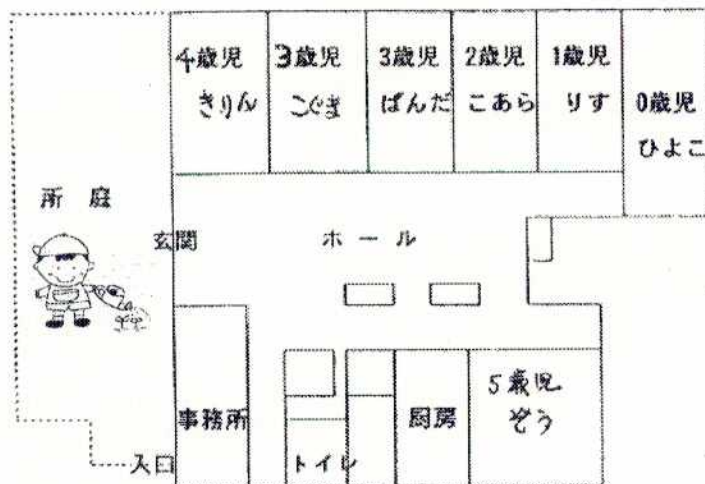 4歳児
きりん
3歳児
こぐま
3歳児
ぱんだ
2歳児
こあら
1歳児
りす
0歳児
ひよこ
所庭
玄関
ホール
事務所
入口
トイレ
厨房
5歳児
ぞう